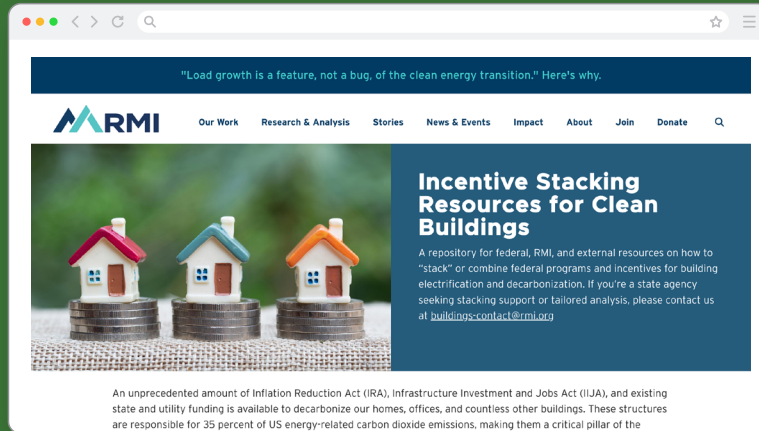 "Load growth is a feature, not a bug, of the clean energy transition." Here's why.
RMI
Our Work Research & Analysis Stories News & Events Impact About Join Donate
Incentive Stacking
Resources for Clean
Buildings
A repository for federal, RMI, and external resources on how to
"stack" or combine federal programs and incentives for building
electrification and decarbonization. If you're a state agency
seeking stacking support or tailored analysis, please contact us
at buildings-contact@rmi.org
An unprecedented amount of Inflation Reduction Act (IRA), Infrastructure Investment and Jobs Act (IIJA), and existing
state and utility funding is available to decarbonize our homes, offices, and countless other buildings. These structures
are responsible for 35 percent of US energy-related carbon dioxide emissions, making them a critical pillar of the